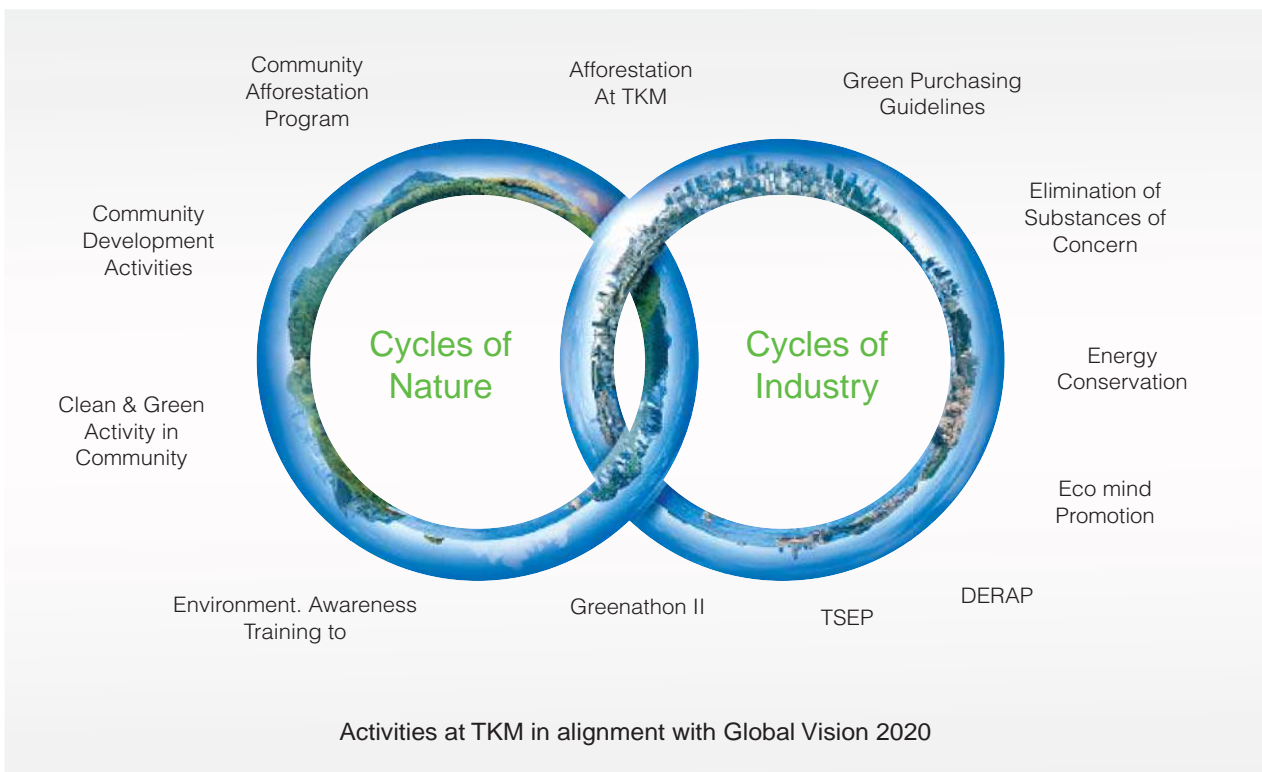 Community
Afforestation
Program
Afforestation
At TKM
Green Purchasing
Guidelines
Community
Development
Activities
Elimination of
Substances of
Concern
Cycles of
Nature
Cycles of
Industry
Energy
Conservation
Clean & Green
Activity in
Community
Eco mind
Promotion
Environment. Awareness
Training to
Greenathon II
TSEP
DERAP
Activities at TKM in alignment with Global Vision 2020